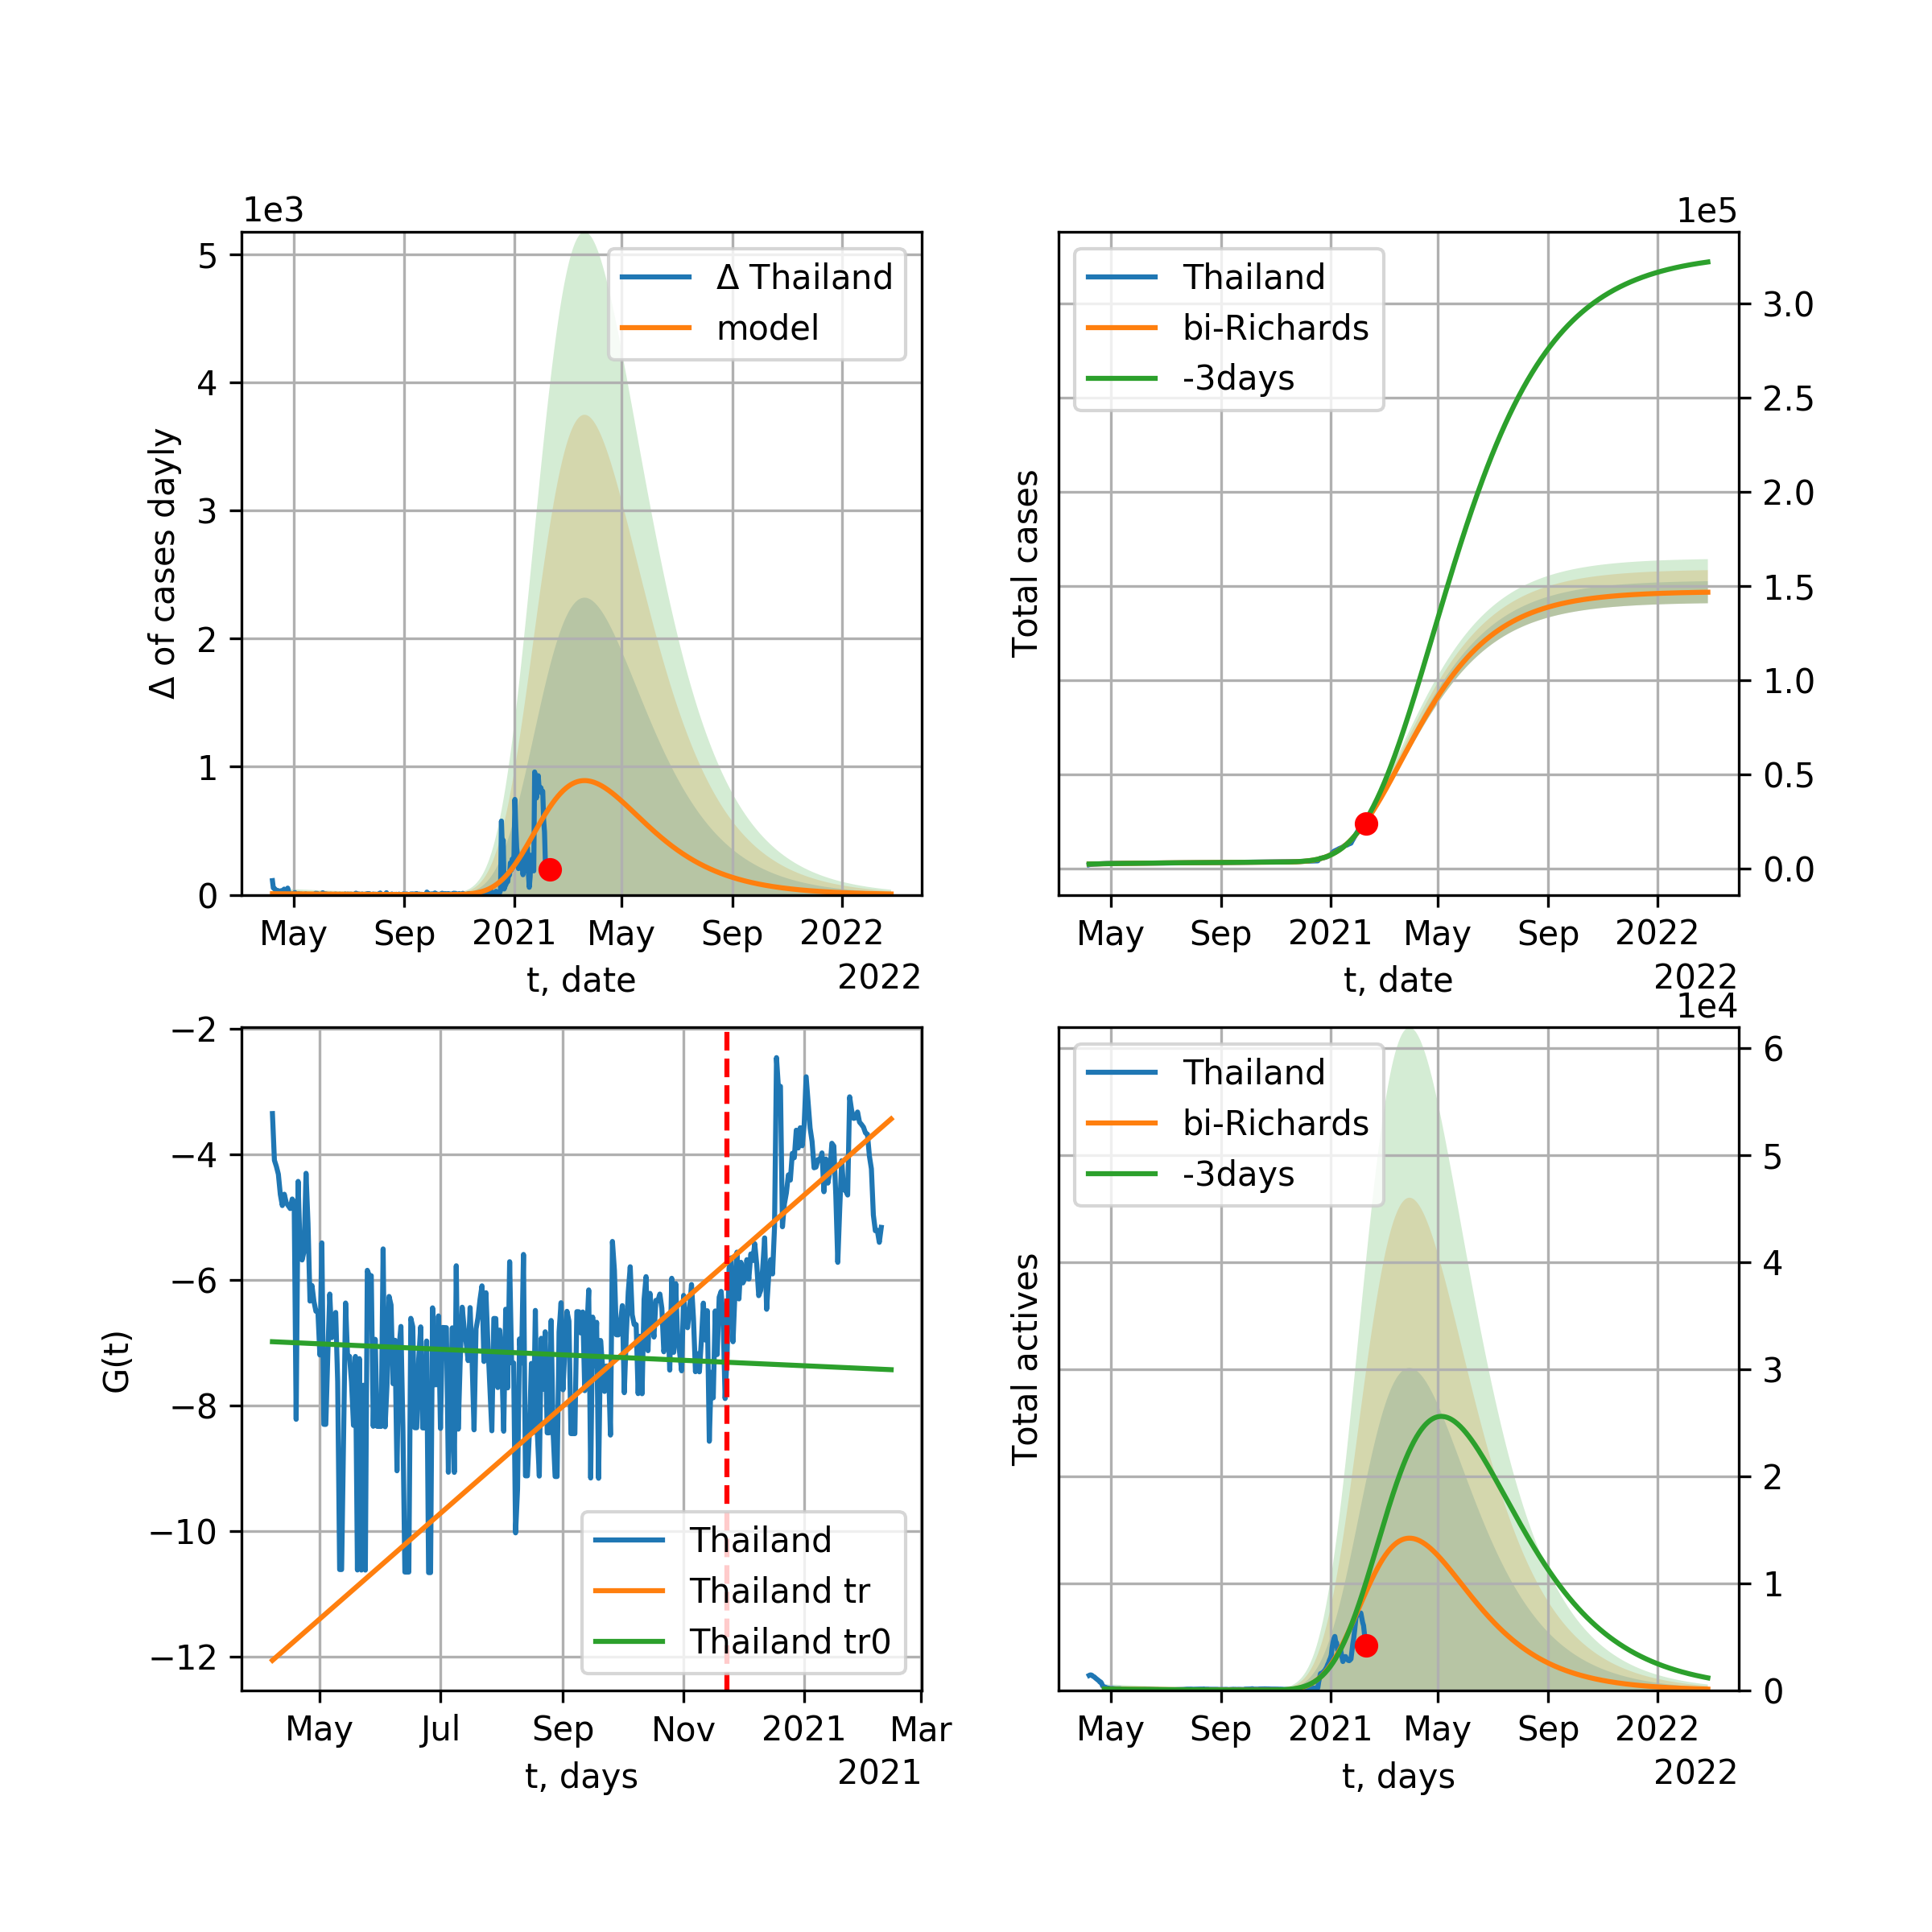 1e3
5
4
3
2
1
0
Δ of cases dayly
Δ Thailand
model
May Sep 2021 May Sep 2022
t, date
2022
1e5
Thailand
bi-Richards
-3days
Total cases
3.0
2.5
2.0
1.5
1.0
0.5
0.0
May Sep 2021 May Sep 2022
t, date
2022
−2
−4
−6
−8
−10
−12
G(t)
Thailand
Thailand tr
Thailand tr0
May Jul Sep Nov 2021 Mar
t, days
2021
1e4
Thailand
bi-Richards
-3days
Total actives
6
5
4
3
2
1
0
May Sep 2021 May Sep 2022
t, days
2022